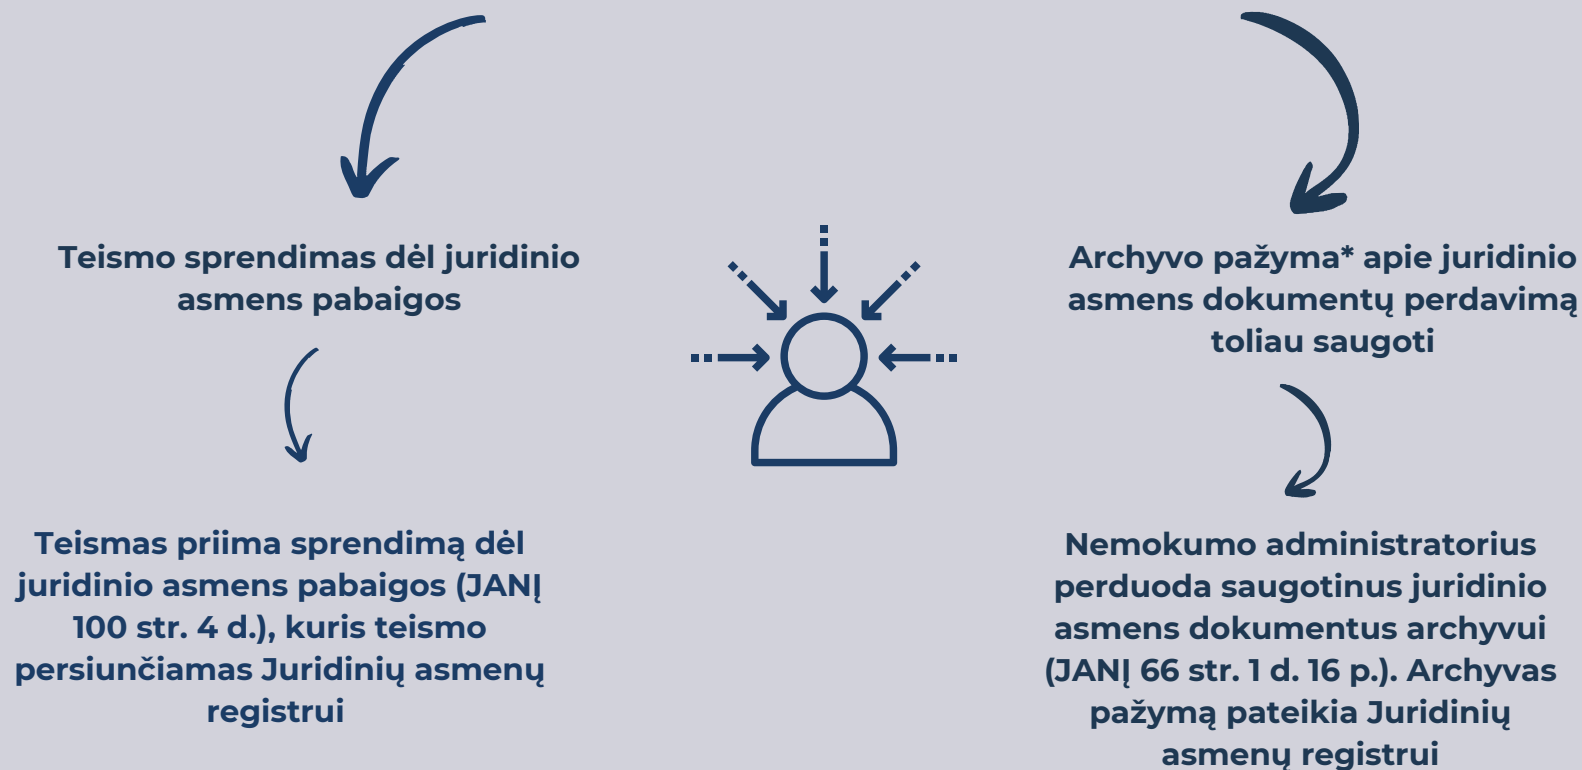 Teismo sprendimas dėl juridinio
asmens pabaigos
Teismas priima sprendimą dėl
juridinio asmens pabaigos (JANĮ
100 str. 4 d.), kuris teismo
persiunčiamas Juridinių asmenų
registrui
Archyvo pažyma* apie juridinio
asmens dokumentų perdavimą
toliau saugoti
Nemokumo administratorius
perduoda saugotinus juridinio
asmens dokumentus archyvui
(JANĮ 66 str. 1 d. 16 p.). Archyvas
pažymą pateikia Juridinių
asmenų registrui